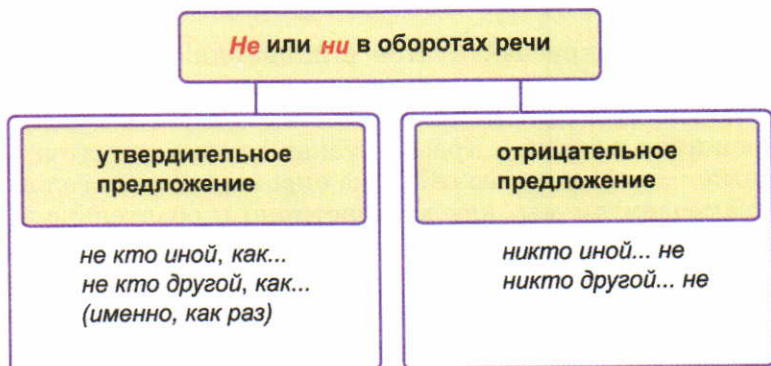 Не или ни в оборотах речи
утвердительное
предложение
не кто иной, как...
не кто другой, как...
(именно, как раз)
отрицательное
предложение
никто иной... не
никто другой... не